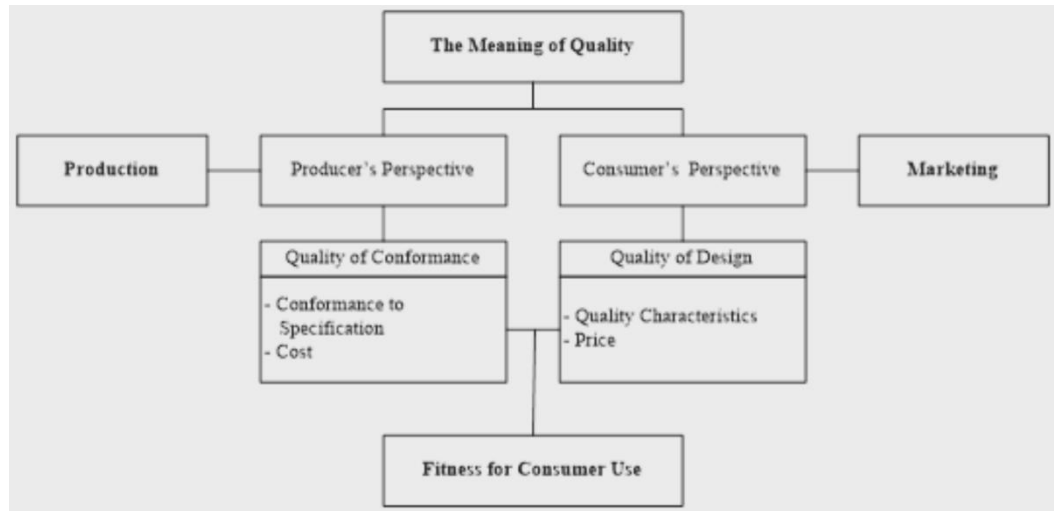 The Meaning of Quality
Production
Producer's Perspective
Consumer's Perspective
Marketing
Quality of Conformance
- Conformance to
Specification
- Cost
Quality of Design
- Quality Characteristics
- Price
Fitness for Consumer Use